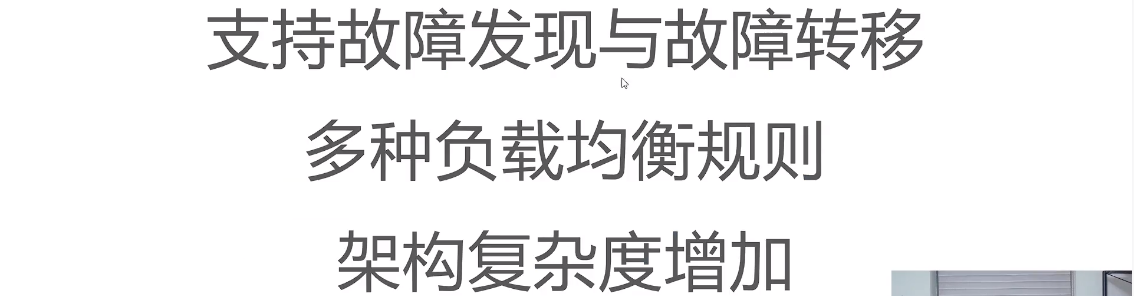 支持故障发现与故障转移
多种负载均衡规则
架构复杂度增加